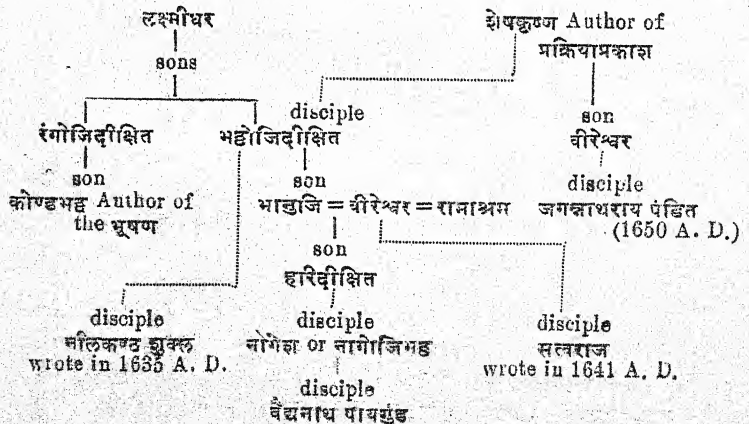 लक्ष्मीधर
शेषकृष्ण Author of
प्रक्रियाप्रकाश
sons
disciple
son
रंगोजिदीक्षित
भट्टोजिदीक्षित
वीरेश्वर
son
son
disciple
कोण्डभट्ट Author of
the भूषण
भानुजि = वीरेश्वर = रामाश्रम
जगन्नाथराय पंडित
(1650 A. D.)
son
हरिदीक्षित
disciple
disciple
disciple
नीलकण्ठ शुक्ल
नागेश or नागोजिभट्ट
सत्वराज
wrote in 1635 A. D.
wrote in 1641 A. D.
disciple
वैद्यनाथ पायगुंड